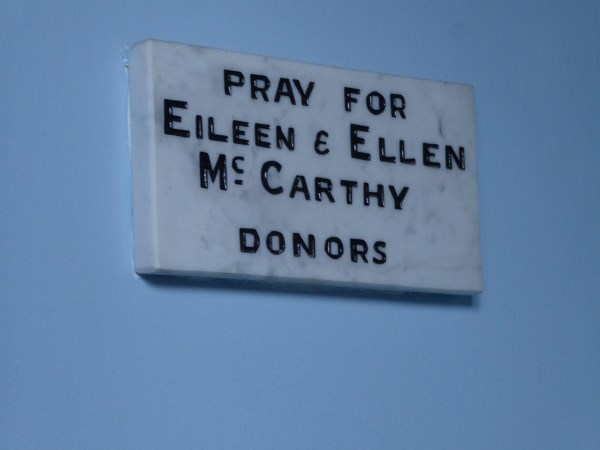 PRAY FOR
EILEEN & ELLEN
Mc CARTHY
DONORS